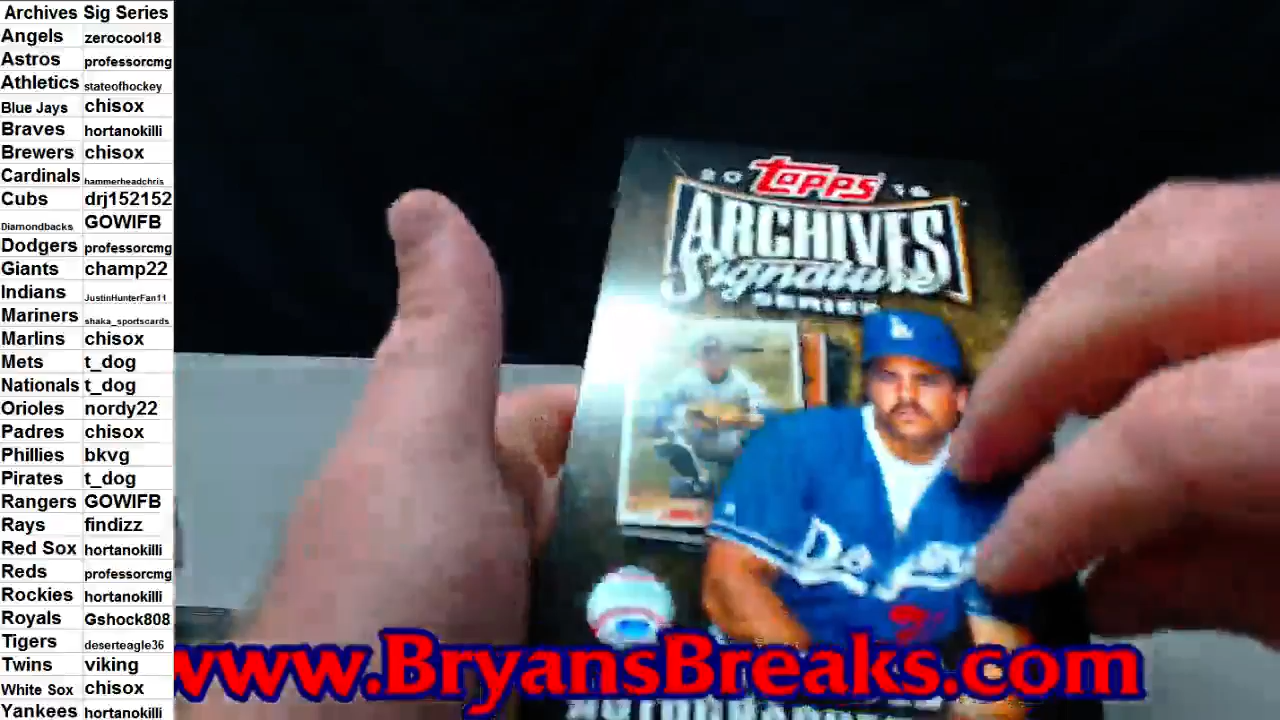 Archives Sig Series
Angels zerocool18
Astros professorcmg
Athletics stateofhockey
Blue Jays chisox
Braves hortanokilli
Brewers chisox
Cardinals hammerheadchris
Cubs drj152152
Diamondbacks GOWIFB
Dodgers professorcmg
Giants champ22
Indians JustinHunterFan11
Mariners shaka_sportscards
Marlins chisox
Mets t_dog
Nationals t_dog
Orioles nordy22
Padres chisox
Phillies bkvg
Pirates t_dog
Rangers GOWIFB
Rays findizz
Red Sox hortanokilli
Reds professorcmg
Rockies hortanokilli
Royals Gshock808
Tigers deserteagle36
Twins viking
White Sox chisox
Yankees hortanokilli
Topps
ARCHIVES
Signature
SERIES
Dodgers
www.BryansBreaks.com